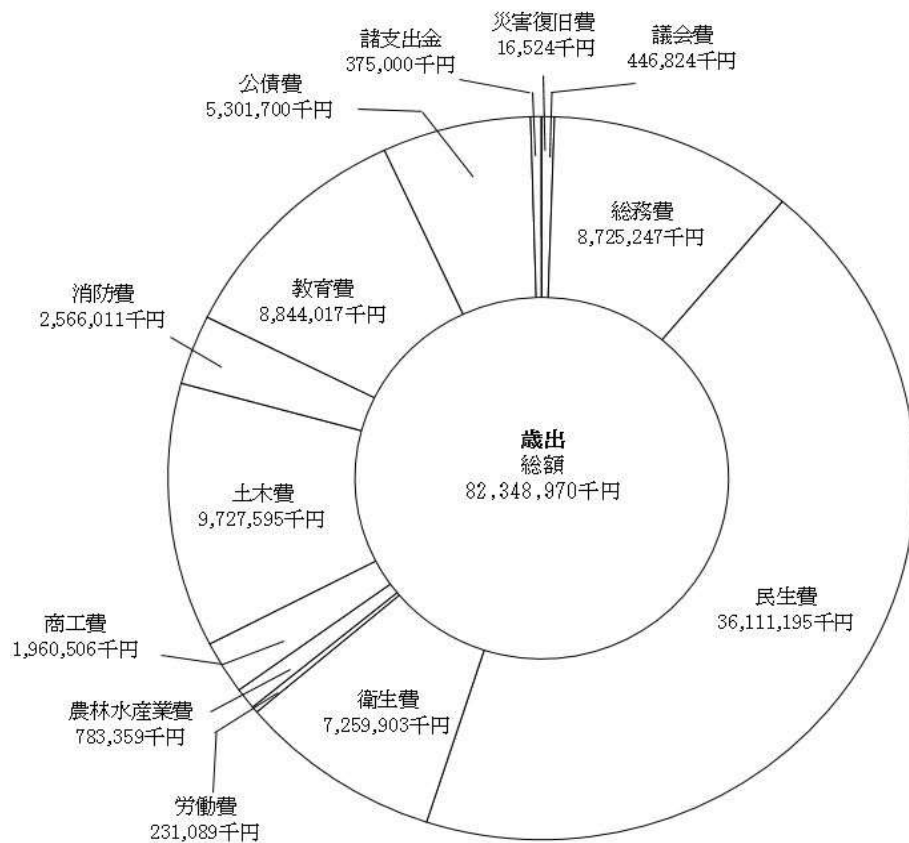 災害復旧費
16,524千円
議会費
446,824千円
諸支出金
375,000千円
公債費
5,301,700千円
総務費
8,725,247千円
教育費
8,844,017千円
消防費
2,566,011千円
歳出
総額
82,348,970千円
土木費
9,727,595千円
民生費
36,111,195千円
商工費
1,960,506千円
衛生費
7,259,903千円
農林水産業費
783,359千円
労働費
231,089千円